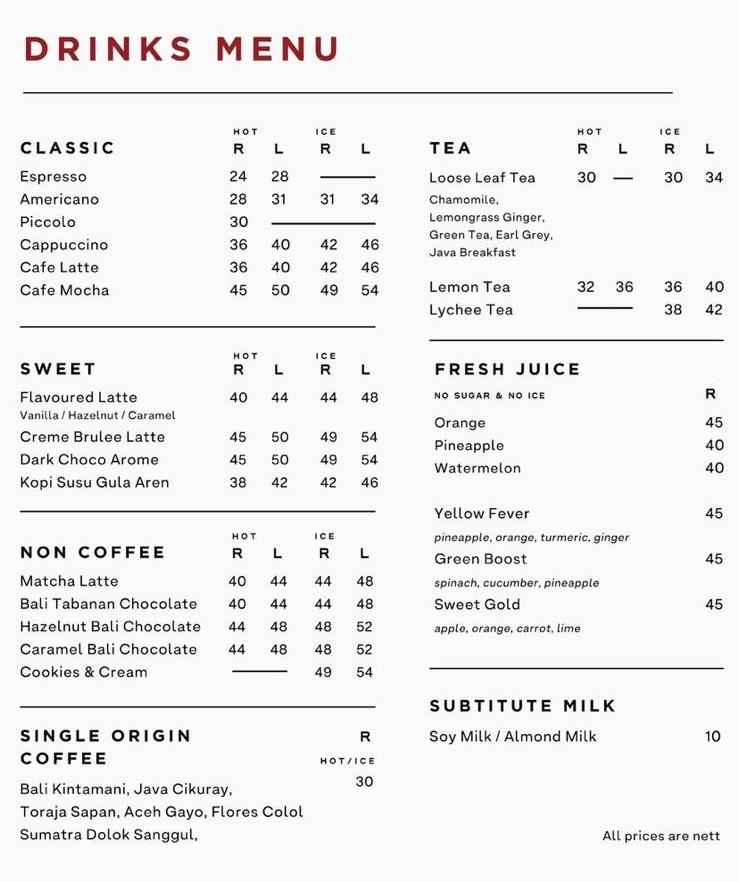 DRINKS MENU
HOT ICE
CLASSIC R L R L
Espresso 24 28 —
Americano 28 31 31 34
Piccolo 30 —
Cappuccino 36 40 42 46
Cafe Latte 36 40 42 46
Cafe Mocha 45 50 49 54
HOT ICE
SWEET R L R L
Flavoured Latte 40 44 44 48
Vanilla / Hazelnut / Caramel
Creme Brulee Latte 45 50 49 54
Dark Choco Arome 45 50 49 54
Kopi Susu Gula Aren 38 42 42 46
HOT ICE
NON COFFEE R L R L
Matcha Latte 40 44 44 48
Bali Tabanan Chocolate 40 44 44 48
Hazelnut Bali Chocolate 44 48 48 52
Caramel Bali Chocolate 44 48 48 52
Cookies & Cream — 49 54
SINGLE ORIGIN R
COFFEE HOT/ICE
30
Bali Kintamani, Java Cikuray,
Toraja Sapan, Aceh Gayo, Flores Colol
Sumatra Dolok Sanggul,
HOT ICE
TEA R L R L
Loose Leaf Tea 30 — 30 34
Chamomile,
Lemongrass Ginger,
Green Tea, Earl Grey,
Java Breakfast
Lemon Tea 32 36 36 40
Lychee Tea — 38 42
FRESH JUICE
NO SUGAR & NO ICE R
Orange 45
Pineapple 40
Watermelon 40
Yellow Fever 45
pineapple, orange, turmeric, ginger
Green Boost 45
spinach, cucumber, pineapple
Sweet Gold 45
apple, orange, carrot, lime
SUBTITUTE MILK
Soy Milk / Almond Milk 10
All prices are nett